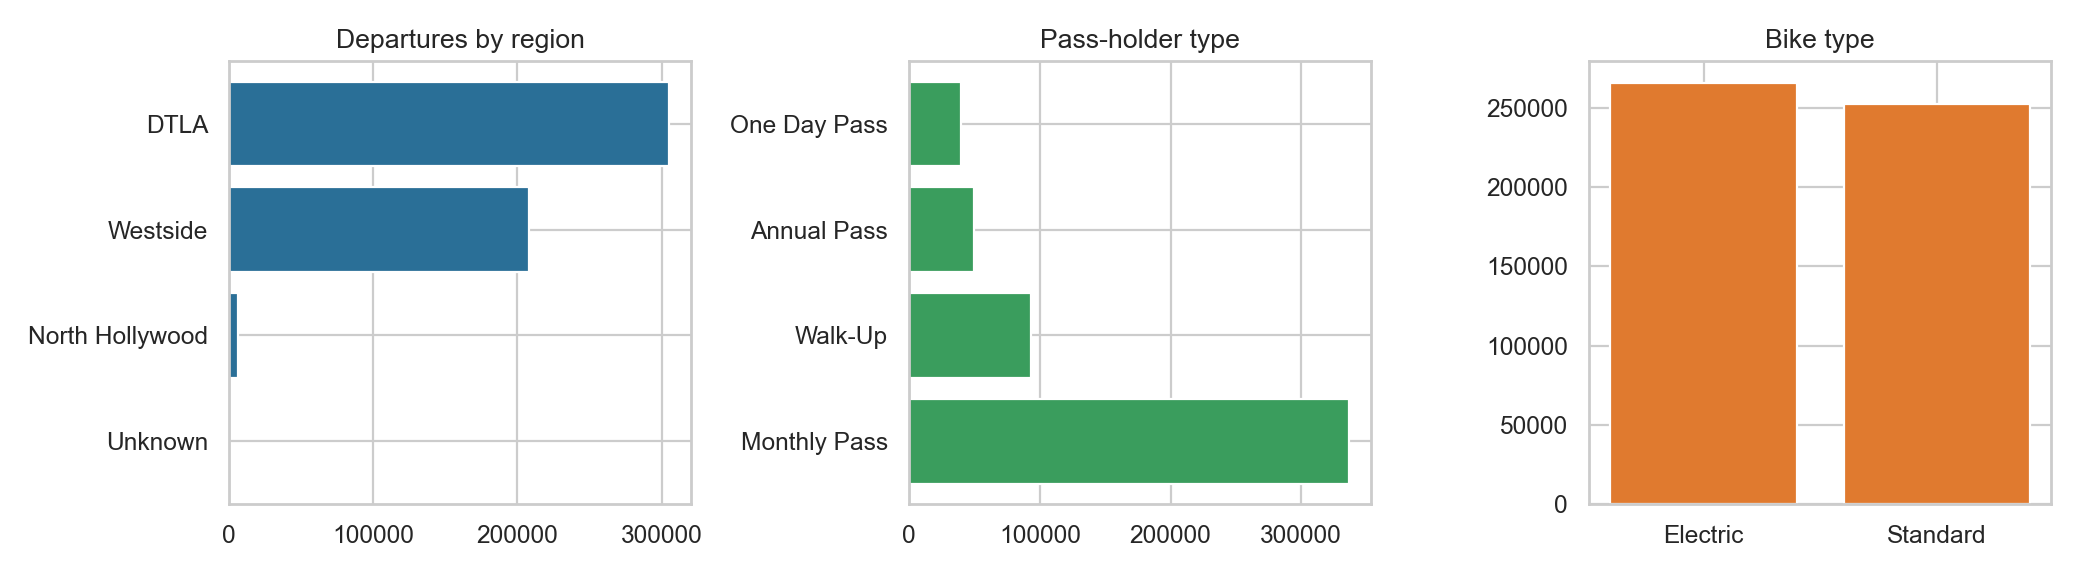 Departures by region
DTLA
Westside
North Hollywood
Unknown
0 100000 200000 300000
Pass-holder type
One Day Pass
Annual Pass
Walk-Up
Monthly Pass
0 100000 200000 300000
Bike type
250000
200000
150000
100000
50000
0
Electric Standard